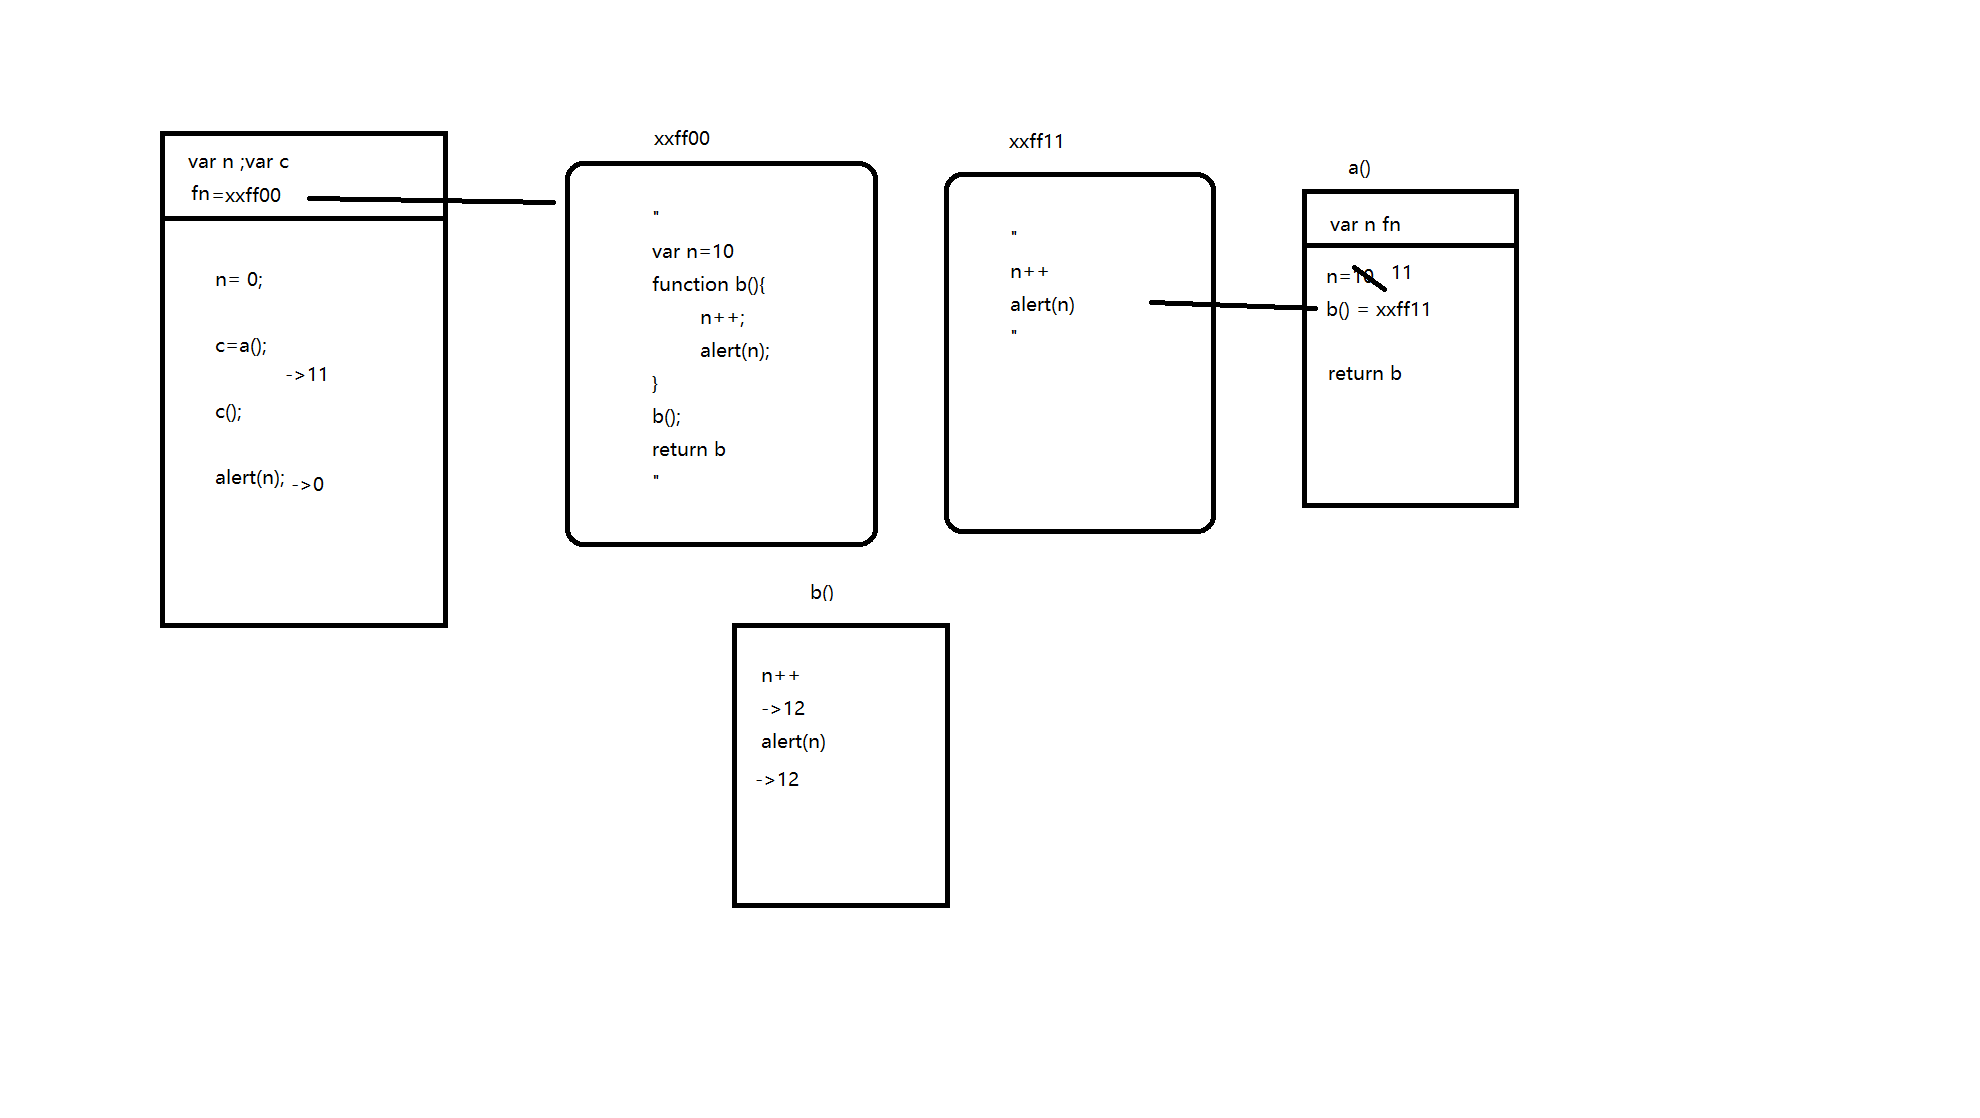 var n ;var c
fn=xxff00
n= 0;
c=a();
->11
c();
alert(n); ->0
xxff00
"
var n=10
function b(){
n++;
alert(n);
}
b();
return b
"
xxff11
"
n++
alert(n)
"
a()
var n fn
n=10 11
b() = xxff11
return b
b()
n++
->12
alert(n)
->12